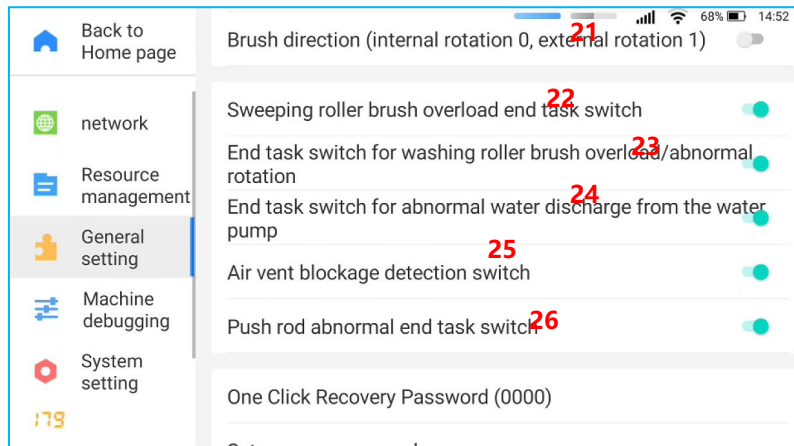 68% 14:52
Back to
Home page
network
Resource
management
General
setting
Machine
debugging
System
setting
179
21
Brush direction (internal rotation 0, external rotation 1)
22
Sweeping roller brush overload end task switch
23
End task switch for washing roller brush overload/abnormal
rotation
24
End task switch for abnormal water discharge from the water
pump
25
Air vent blockage detection switch
Push rod abnormal end task switch 26
One Click Recovery Password (0000)